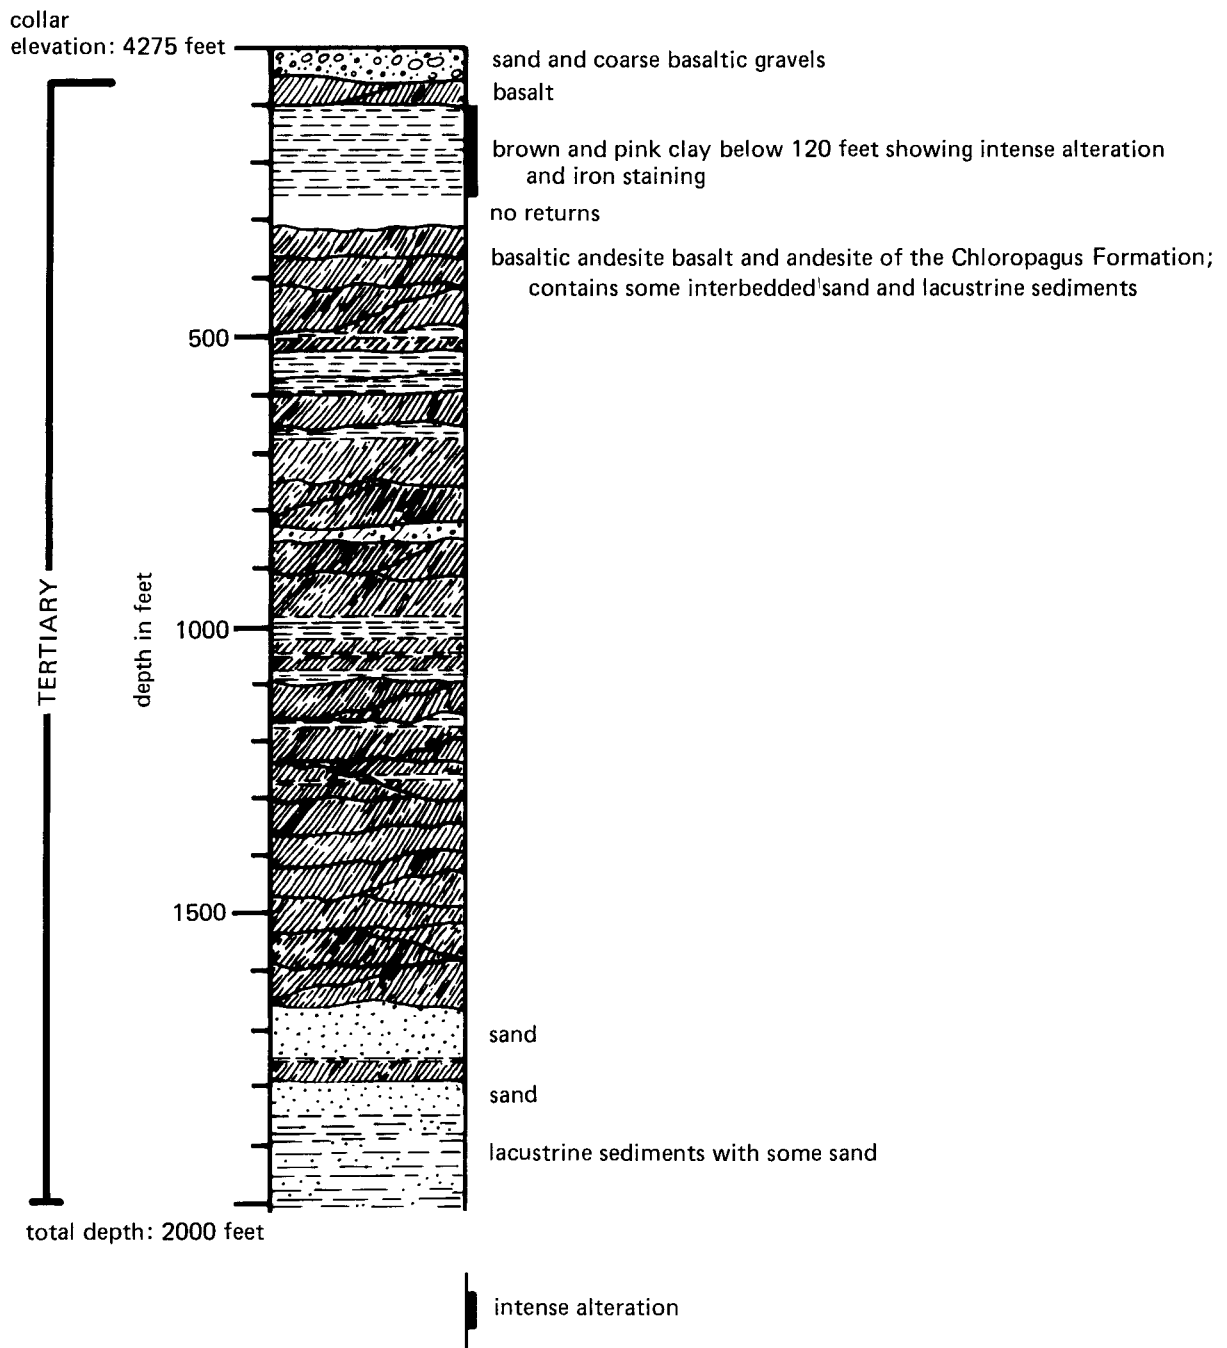 collar
elevation: 4275 feet
sand and coarse basaltic gravels
basalt
brown and pink clay below 120 feet showing intense alteration
and iron staining
no returns
basaltic andesite basalt and andesite of the Chloropagus Formation;
contains some interbedded sand and lacustrine sediments
500
TERTIARY
depth in feet
1000
1500
sand
sand
lacustrine sediments with some sand
total depth: 2000 feet
intense alteration